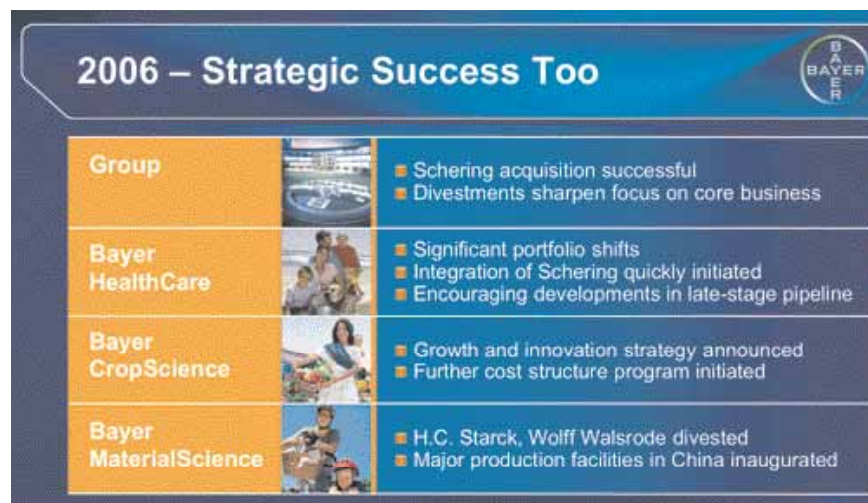 2006 – Strategic Success Too
BAYER
BAYER
Group
Schering acquisition successful
Divestments sharpen focus on core business
Bayer
HealthCare
Significant portfolio shifts
Integration of Schering quickly initiated
Encouraging developments in late-stage pipeline
Bayer
CropScience
Growth and innovation strategy announced
Further cost structure program initiated
Bayer
MaterialScience
H.C. Starck, Wolff Walsrode divested
Major production facilities in China inaugurated